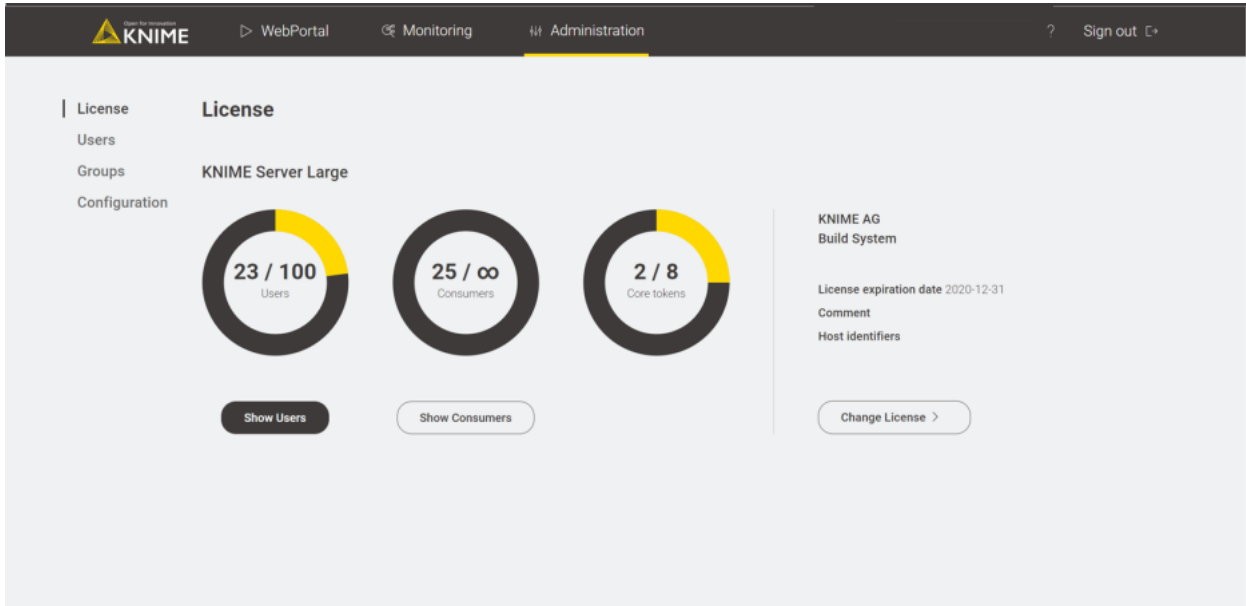 Open for Innovation
KNIME
WebPortal
Monitoring
Administration
?
Sign out
License
Users
Groups
Configuration
License
KNIME Server Large
23 / 100
Users
25 / ∞
Consumers
2 / 8
Core tokens
KNIME AG
Build System
License expiration date 2020-12-31
Comment
Host identifiers
Show Users
Show Consumers
Change License >